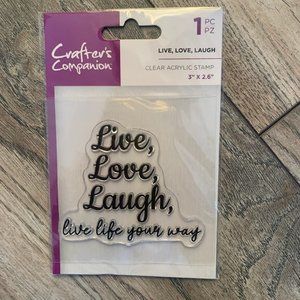 Crafter's
Companion
1 PC
PZ
LIVE, LOVE, LAUGH
CLEAR ACRYLIC STAMP
3" X 2.6"
Live,
Love,
Laugh,
live life your way